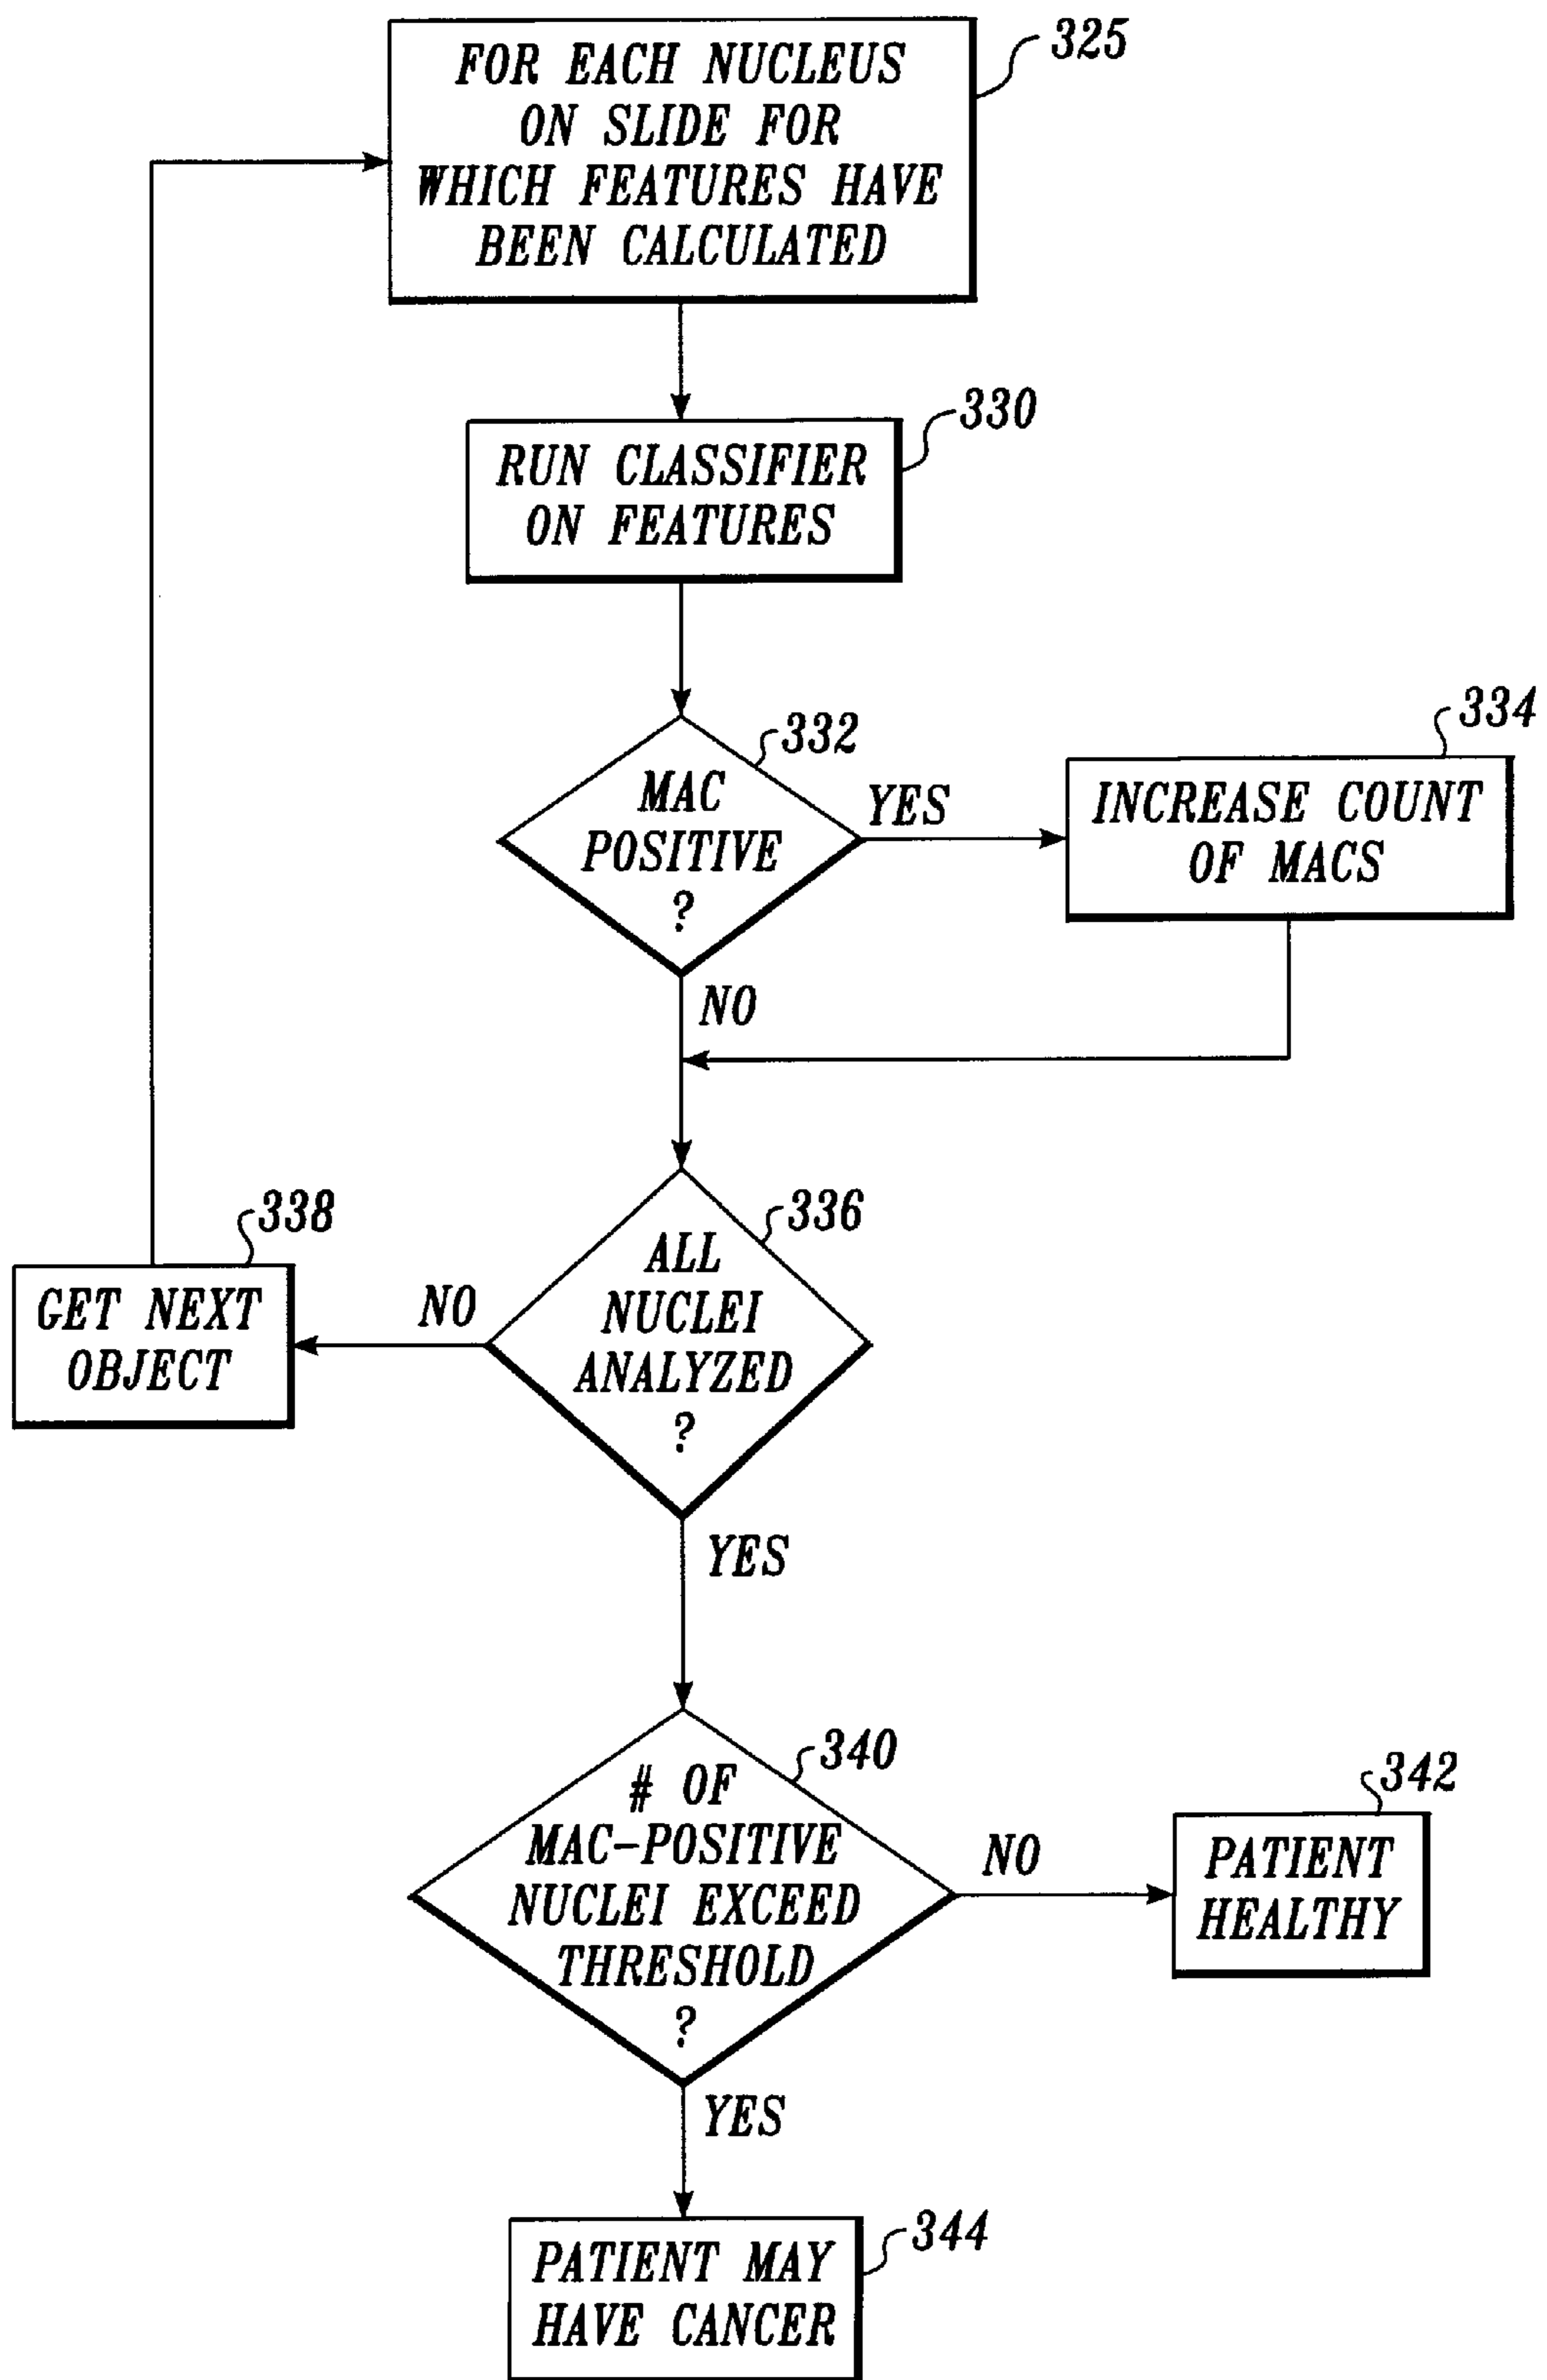 FOR EACH NUCLEUS
ON SLIDE FOR
WHICH FEATURES HAVE
BEEN CALCULATED
325
RUN CLASSIFIER
ON FEATURES
330
MAC
POSITIVE
?
332
YES
INCREASE COUNT
OF MACS
334
NO
ALL
NUCLEI
ANALYZED
?
336
NO
GET NEXT
OBJECT
338
YES
# OF
MAC-POSITIVE
NUCLEI EXCEED
THRESHOLD
?
340
NO
PATIENT
HEALTHY
342
YES
PATIENT MAY
HAVE CANCER
344